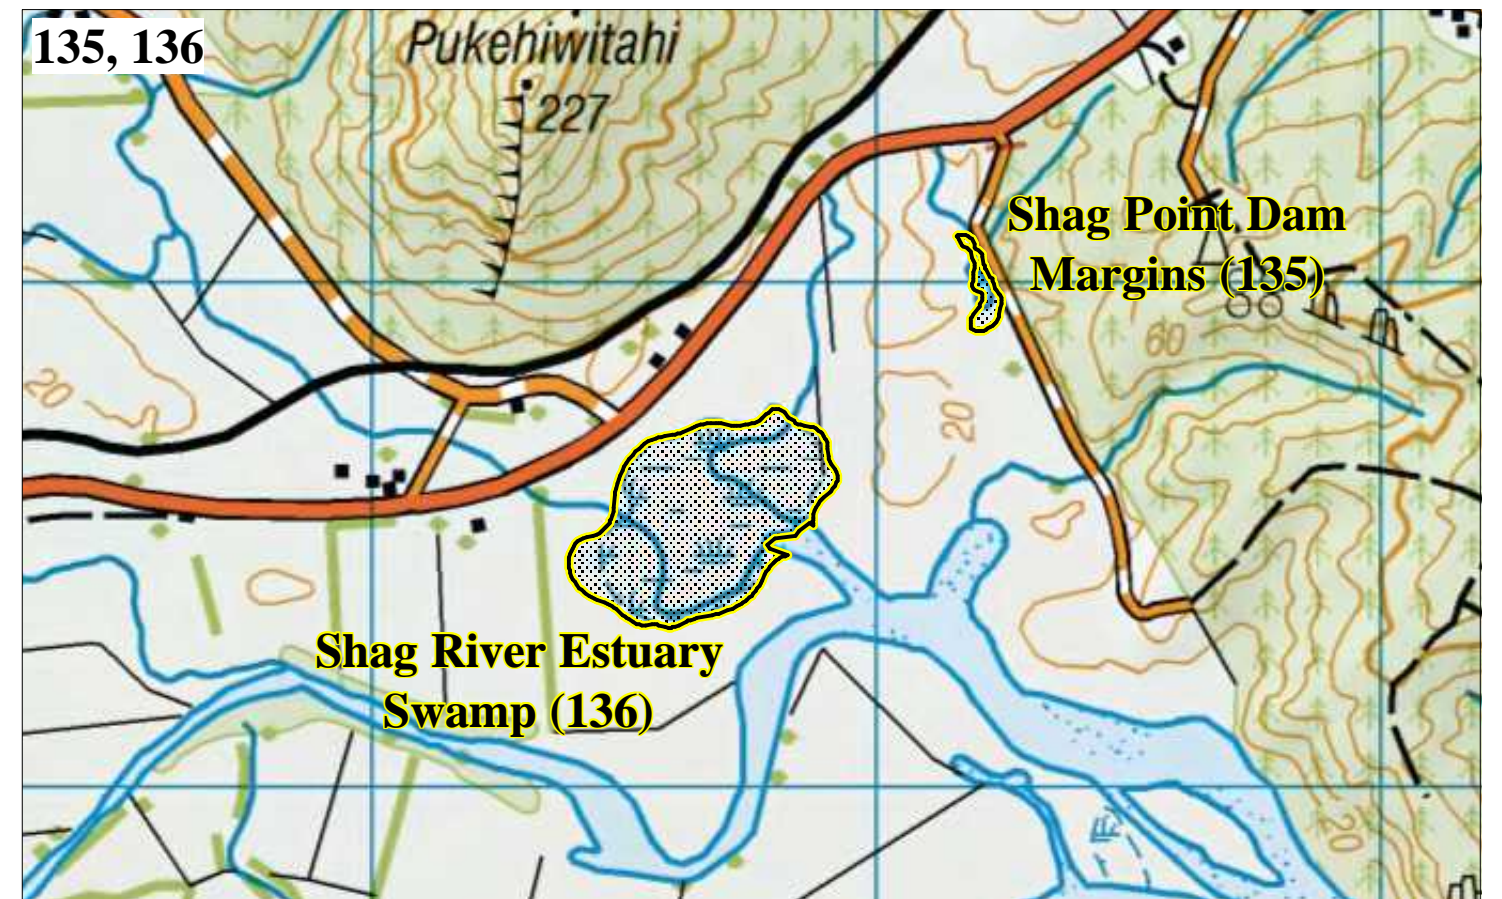 135, 136
Pukehiwitahi
227
Shag Point Dam
Margins (135)
60
20
20
Shag River Estuary
Swamp (136)
20